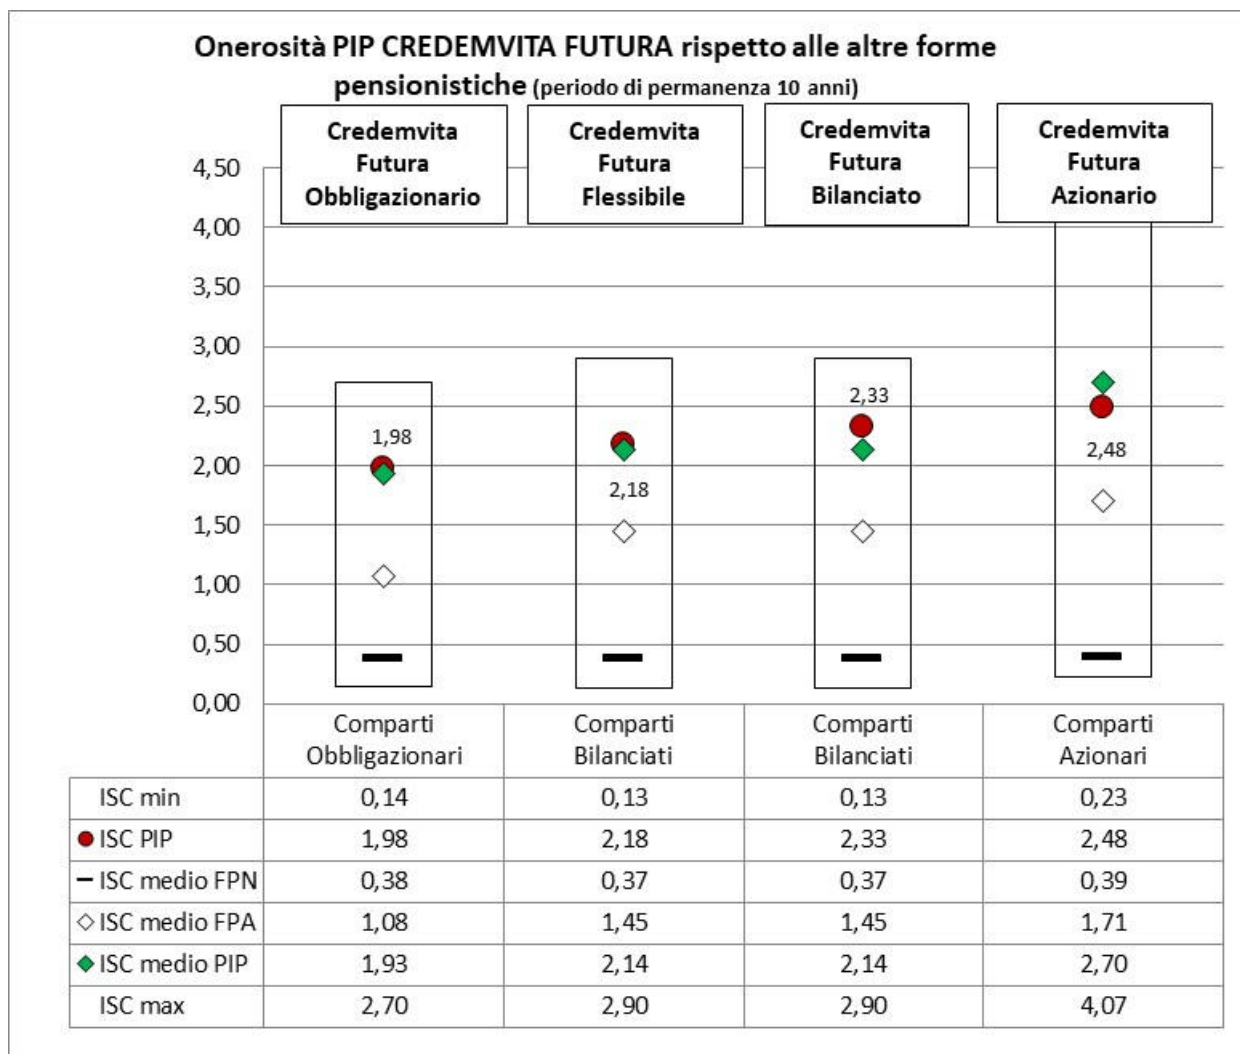 Onerosità PIP CREDEMVITA FUTURA rispetto alle altre forme
pensionistiche (periodo di permanenza 10 anni)
Credemvita
Futura
Obbligazionario
Credemvita
Futura
Flessibile
Credemvita
Futura
Bilanciato
Credemvita
Futura
Azionario
4,50
4,00
3,50
3,00
2,50
2,00
1,50
1,00
0,50
0,00
1,98
2,18
2,33
2,48
Comparti
Obbligazionari
Comparti
Bilanciati
Comparti
Bilanciati
Comparti
Azionari
ISC min 0,14 0,13 0,13 0,23
ISC PIP 1,98 2,18 2,33 2,48
ISC medio FPN 0,38 0,37 0,37 0,39
ISC medio FPA 1,08 1,45 1,45 1,71
ISC medio PIP 1,93 2,14 2,14 2,70
ISC max 2,70 2,90 2,90 4,07